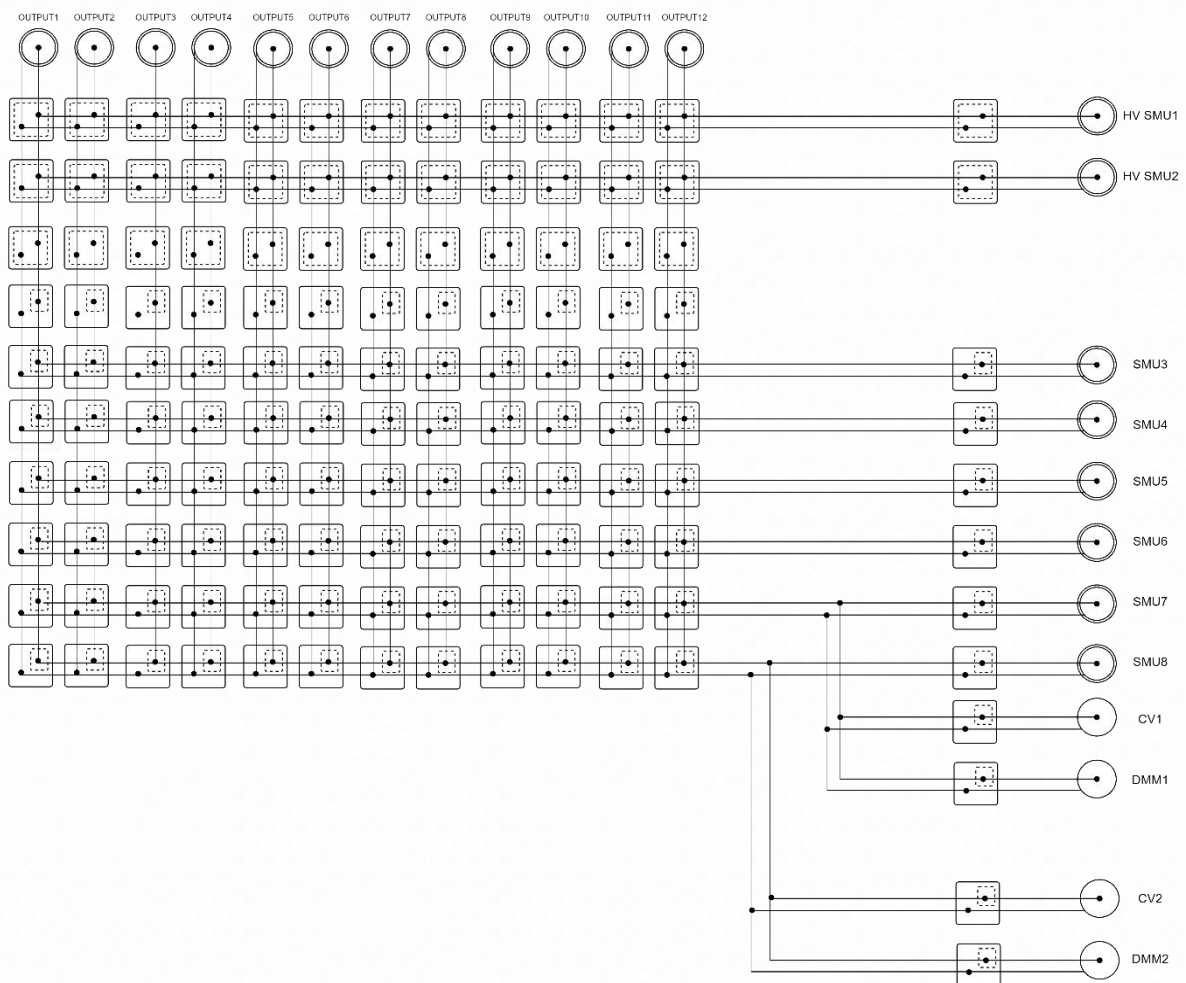 OUTPUT1 OUTPUT2 OUTPUT3 OUTPUT4 OUTPUT5 OUTPUT6 OUTPUT7 OUTPUT8 OUTPUT9 OUTPUT10 OUTPUT11 OUTPUT12
HV SMU1
HV SMU2
SMU3
SMU4
SMU5
SMU6
SMU7
SMU8
CV1
DMM1
CV2
DMM2